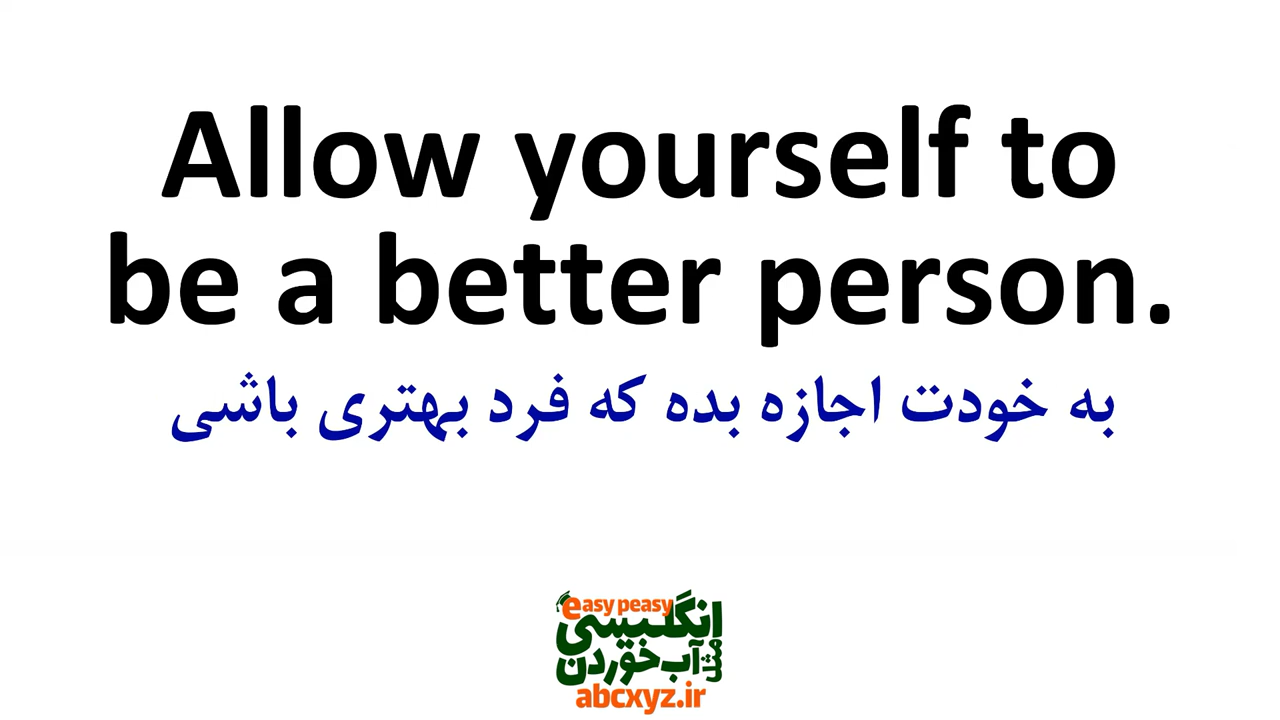 Allow yourself to
be a better person.
به خودت اجازه بده که فرد بهتری باشی
easy peasy
انگلیسی
مثل آب خوردن
abcxyz.ir